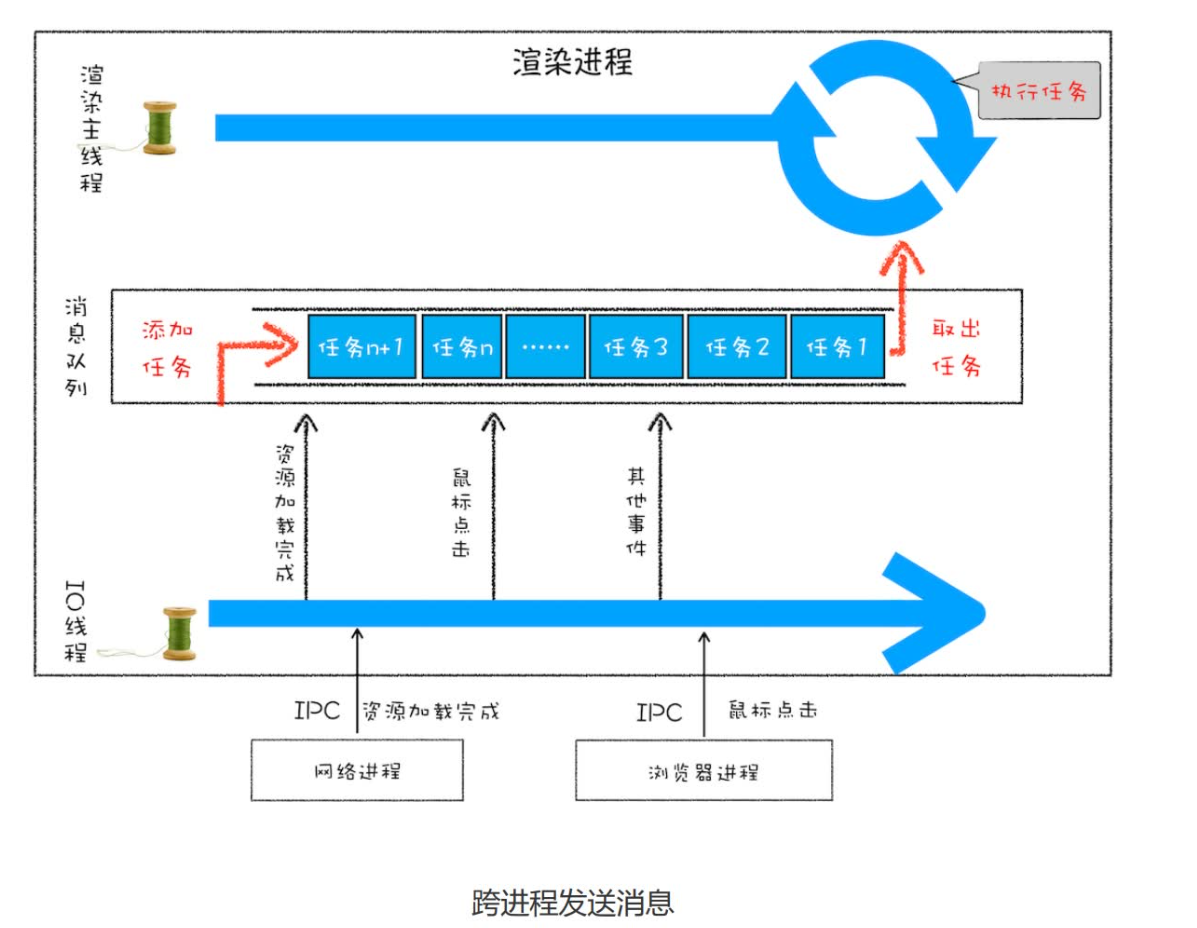 渲染进程
渲染主线程
执行任务
消息队列
添加
任务
任务n+1
任务n
……
任务3
任务2
任务1
取出
任务
资源加载完成
鼠标点击
其他事件
IO线程
IPC
资源加载完成
IPC
鼠标点击
网络进程
浏览器进程
跨进程发送消息